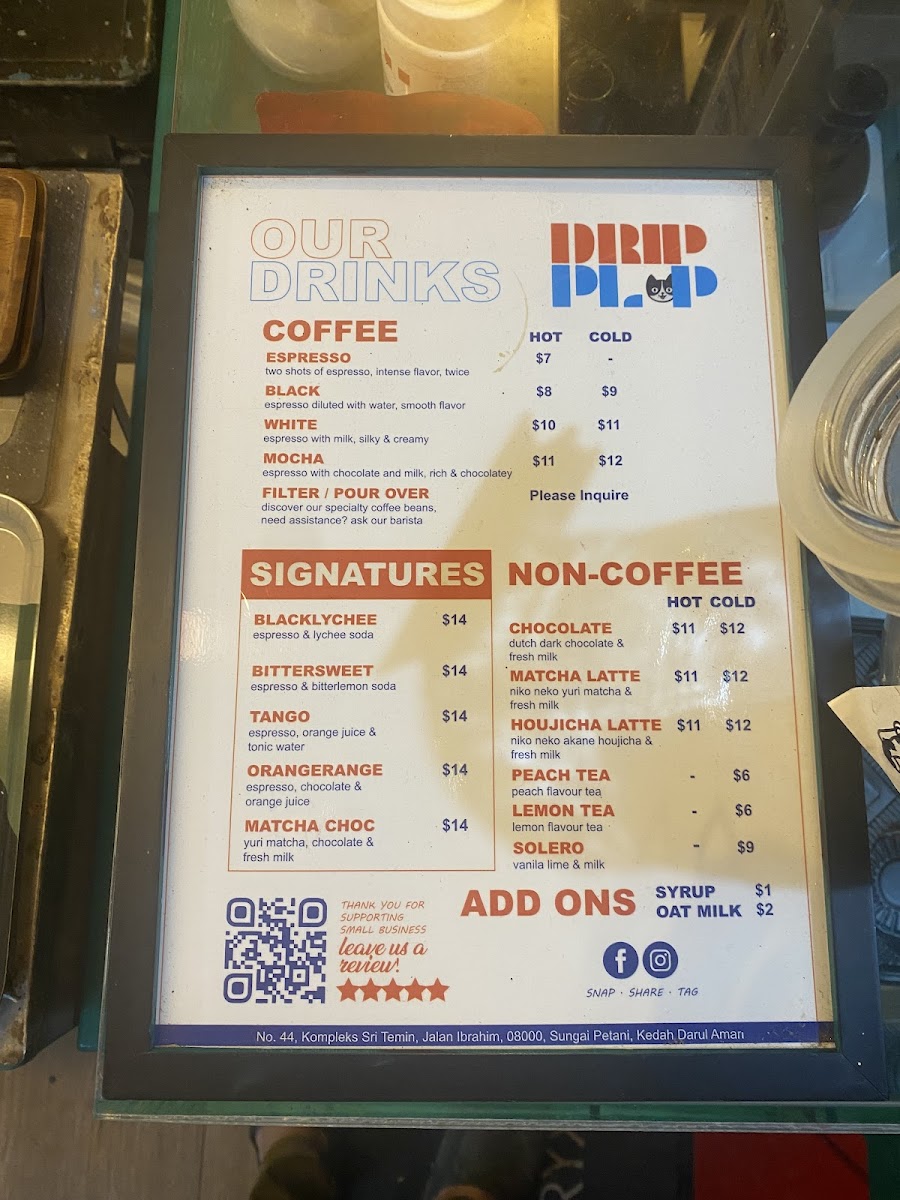 OUR
DRINKS
DRIP
PLOP
COFFEE
HOT COLD
ESPRESSO $7 -
two shots of espresso, intense flavor, twice
BLACK $8 $9
espresso diluted with water, smooth flavor
WHITE $10 $11
espresso with milk, silky & creamy
MOCHA $11 $12
espresso with chocolate and milk, rich & chocolatey
FILTER / POUR OVER Please Inquire
discover our specialty coffee beans,
need assistance? ask our barista
SIGNATURES
BLACKLYCHEE $14
espresso & lychee soda
BITTERSWEET $14
espresso & bitterlemon soda
TANGO $14
espresso, orange juice &
tonic water
ORANGERANGE $14
espresso, chocolate &
orange juice
MATCHA CHOC $14
yuri matcha, chocolate &
fresh milk
NON-COFFEE
HOT COLD
CHOCOLATE $11 $12
dutch dark chocolate &
fresh milk
MATCHA LATTE $11 $12
niko neko yuri matcha &
fresh milk
HOUJICHA LATTE $11 $12
niko neko akane houjicha &
fresh milk
PEACH TEA - $6
peach flavour tea
LEMON TEA - $6
lemon flavour tea
SOLERO - $9
vanila lime & milk
ADD ONS
SYRUP $1
OAT MILK $2
THANK YOU FOR
SUPPORTING
SMALL BUSINESS
leave us a
review!
SNAP · SHARE · TAG
No. 44, Kompleks Sri Temin, Jalan Ibrahim, 08000, Sungai Petani, Kedah Darul Aman